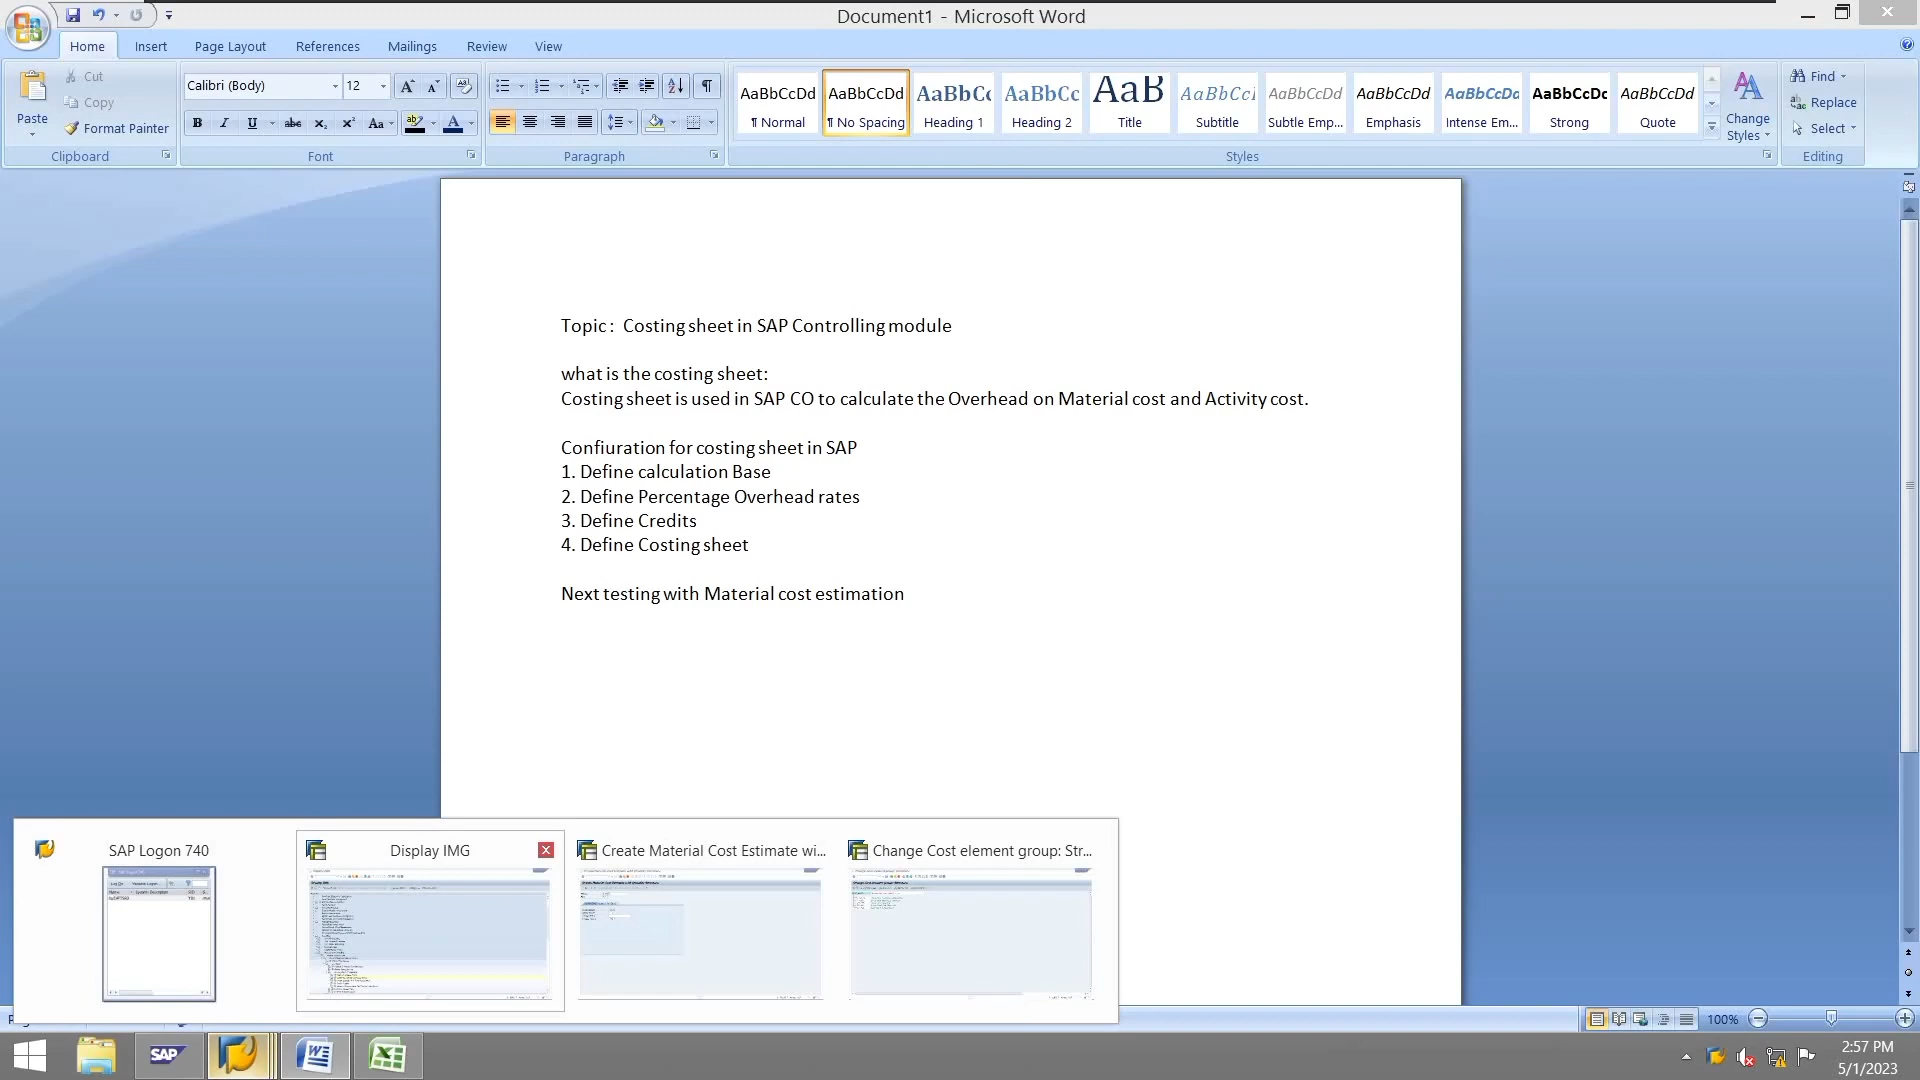 Document1 - Microsoft Word
Home Insert Page Layout References Mailings Review View
Paste
Cut
Copy
Format Painter
Clipboard
Calibri (Body) 12
Font
Paragraph
AaBbCcDd AaBbCcDd AaBbCc AaBbCc AaB AaBbCcI AaBbCcDd AaBbCcDd AaBbCcDd AaBbCcDd AaBbCcDd
¶ Normal ¶ No Spacing Heading 1 Heading 2 Title Subtitle Subtle Emp... Emphasis Intense Em... Strong Quote
Change
Styles
Styles
Find
Replace
Select
Editing
Topic : Costing sheet in SAP Controlling module
what is the costing sheet:
Costing sheet is used in SAP CO to calculate the Overhead on Material cost and Activity cost.
Confiuration for costing sheet in SAP
1. Define calculation Base
2. Define Percentage Overhead rates
3. Define Credits
4. Define Costing sheet
Next testing with Material cost estimation
SAP Logon 740
Display IMG
Create Material Cost Estimate wi...
Change Cost element group: Str...
100%
SAP
2:57 PM
5/1/2023